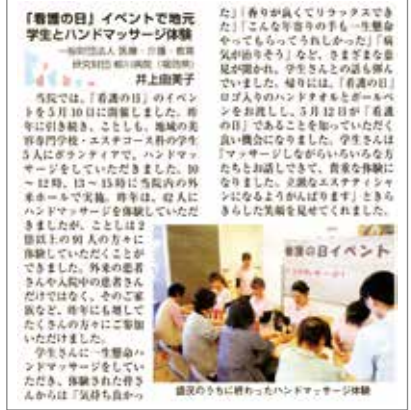 「看護の日」イベントで地元
学生とハンドマッサージ体験
一般財団法人 医療・介護・教育
研究財団 柳川病院(福岡県)
井上由美子
当院では、「看護の日」のイベン
トを5月10日に開催しました。昨
年に引き続き、ことしも、地域の美
容専門学校・エステコース科の学生
5人にボランティアで、ハンドマッ
サージをしていただきました。10
~12時、13~15時に当院内の外
来ホールで実施。昨年は、42人に
ハンドマッサージを体験していただ
きましたが、ことしは2
倍以上の91人の方々に
体験していただくことが
できました。外来の患者
さんや入院中の患者さん
だけではなく、そのご家
族など、昨年にも増して
たくさんの方々にご参加
いただけました。
学生さんに一生懸命ハ
ンドマッサージをしてい
ただき、体験された皆さ
んからは「気持ち良かっ
た」「香りが良くてリラックスでき
た」「こんな年寄りの手も一生懸命
やってもらってうれしかった」「病
気が治りそう」など、さまざまな意
見が聞かれ、学生さんとの話も弾ん
でいました。帰りには、「看護の日」
ロゴ入りのハンドタオルとボールペ
ンをお渡しし、5月12日が「看護
の日」であることを知っていただく
良い機会になりました。学生さんは
「マッサージしながらいろいろな方
たちとお話しできて、貴重な体験に
なりました。立派なエステティシャ
ンになるようがんばります」ときら
きらした笑顔を見せてくれました。
看護の日イベント
盛況のうちに終わったハンドマッサージ体験